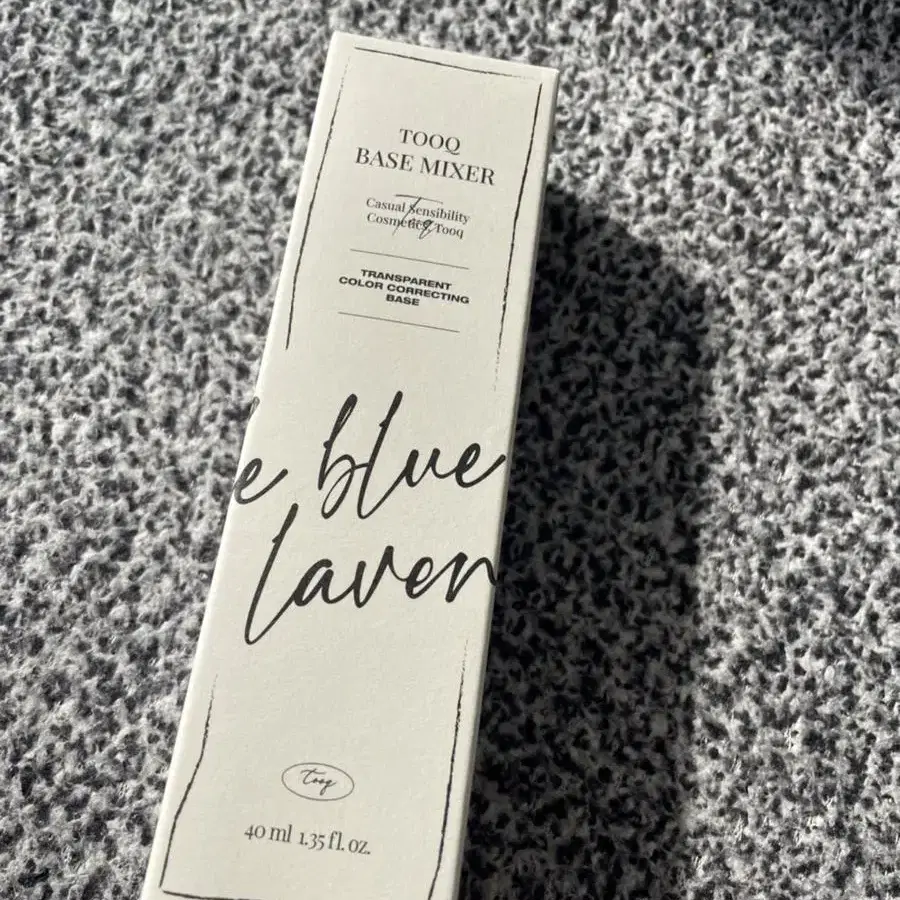 TOOQ
BASE MIXER
Casual Sensibility
Cosmetics Tooq
Tooq
TRANSPARENT
COLOR CORRECTING
BASE
e blue
laven
Tooq
40 ml 1.35 fl. oz.